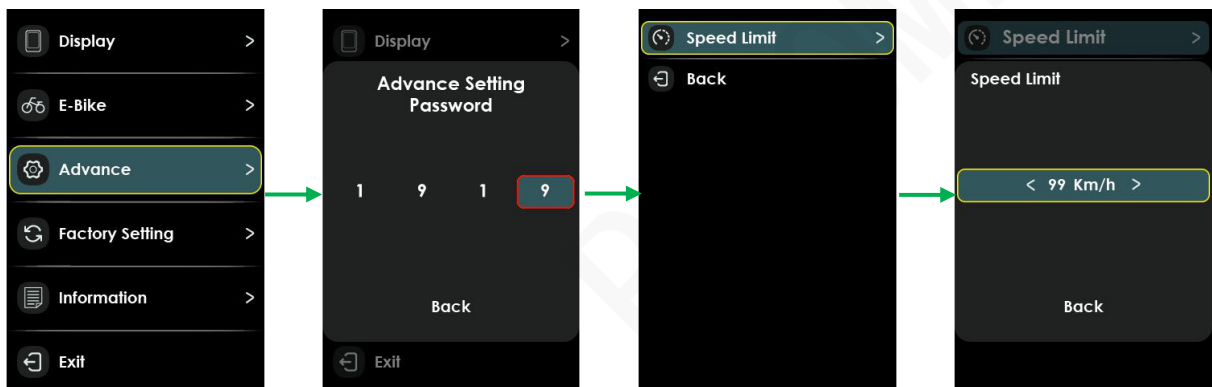 Display >
E-Bike >
Advance >
Factory Setting >
Information >
Exit
Display >
Advance Setting
Password
1 9 1 9
Back
Exit
Speed Limit >
Back
Speed Limit >
Speed Limit
< 99 Km/h >
Back